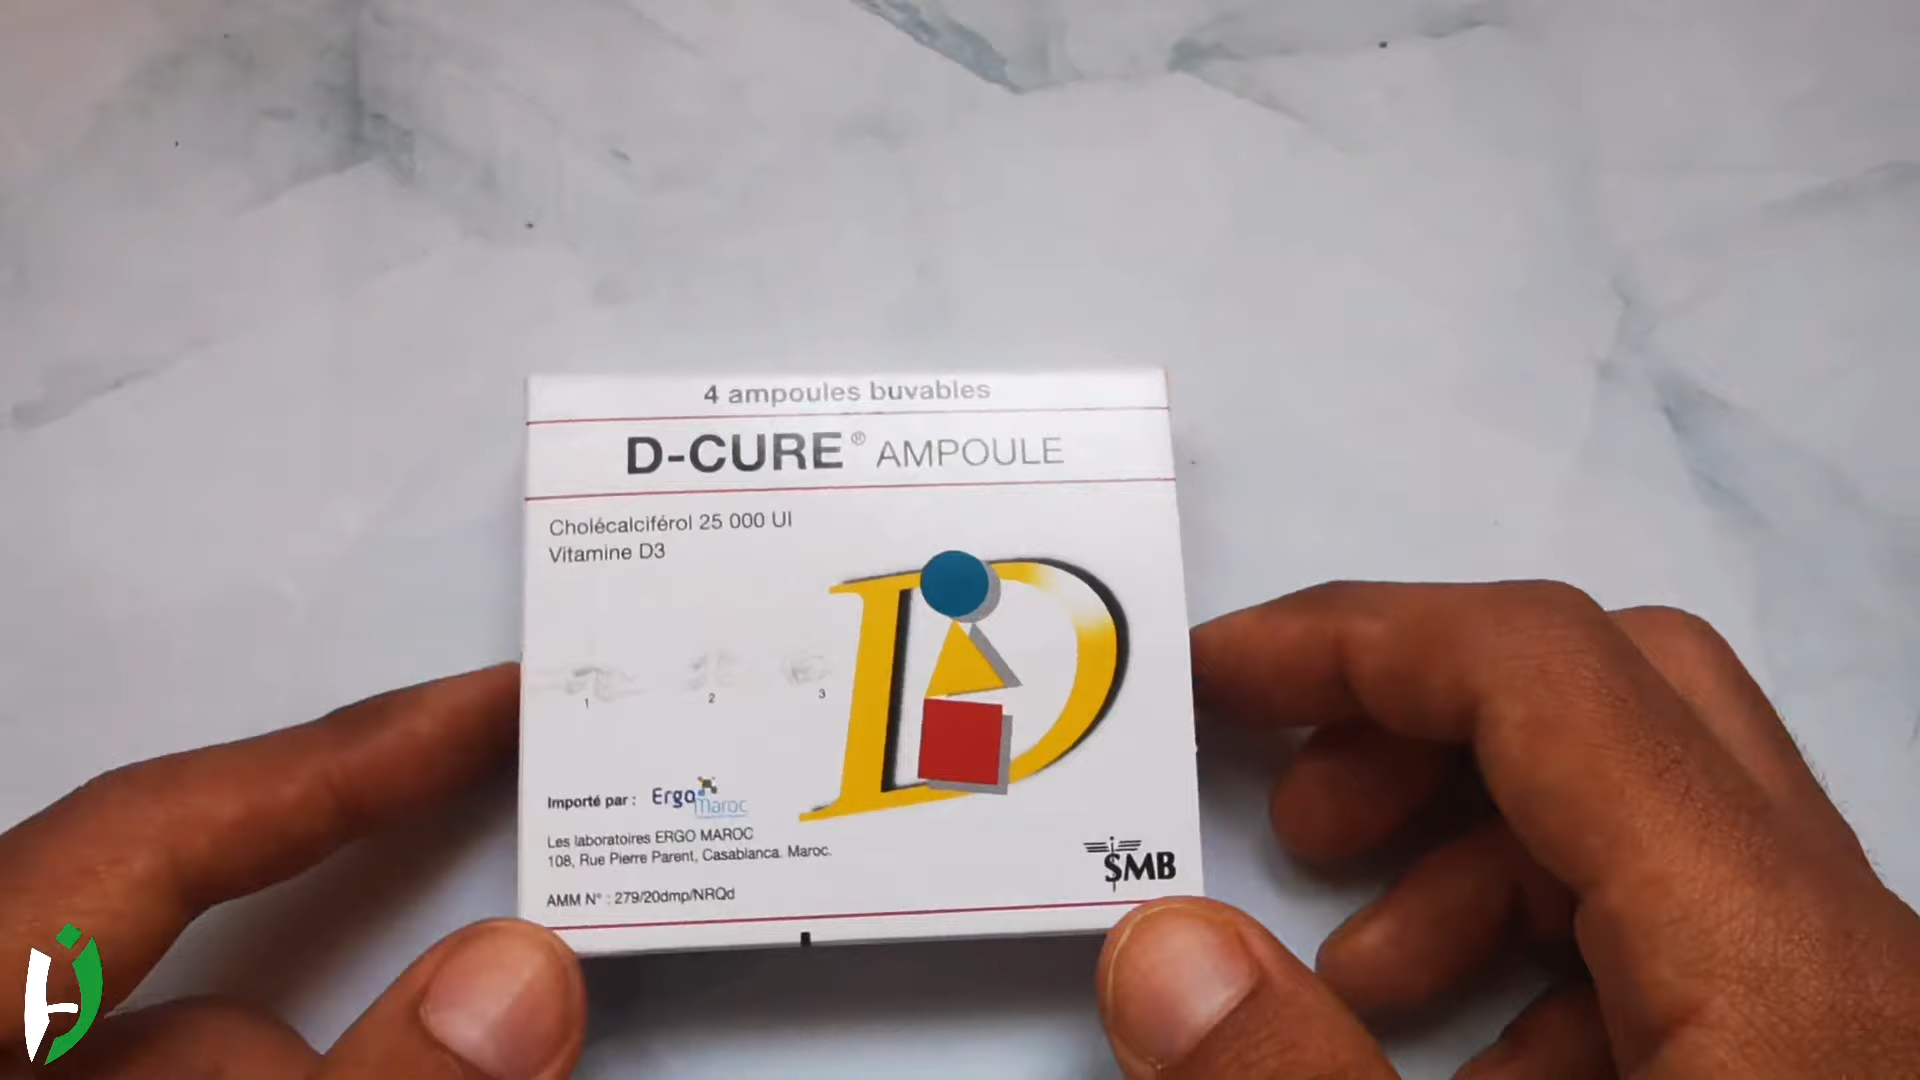 4 ampoules buvables
D-CURE® AMPOULE
Cholécalciférol 25 000 UI
Vitamine D3
1 2 3
Importé par : Ergo maroc
Les laboratoires ERGO MAROC
108, Rue Pierre Parent, Casablanca. Maroc.
AMM N° : 279/20dmp/NRQd
SMB